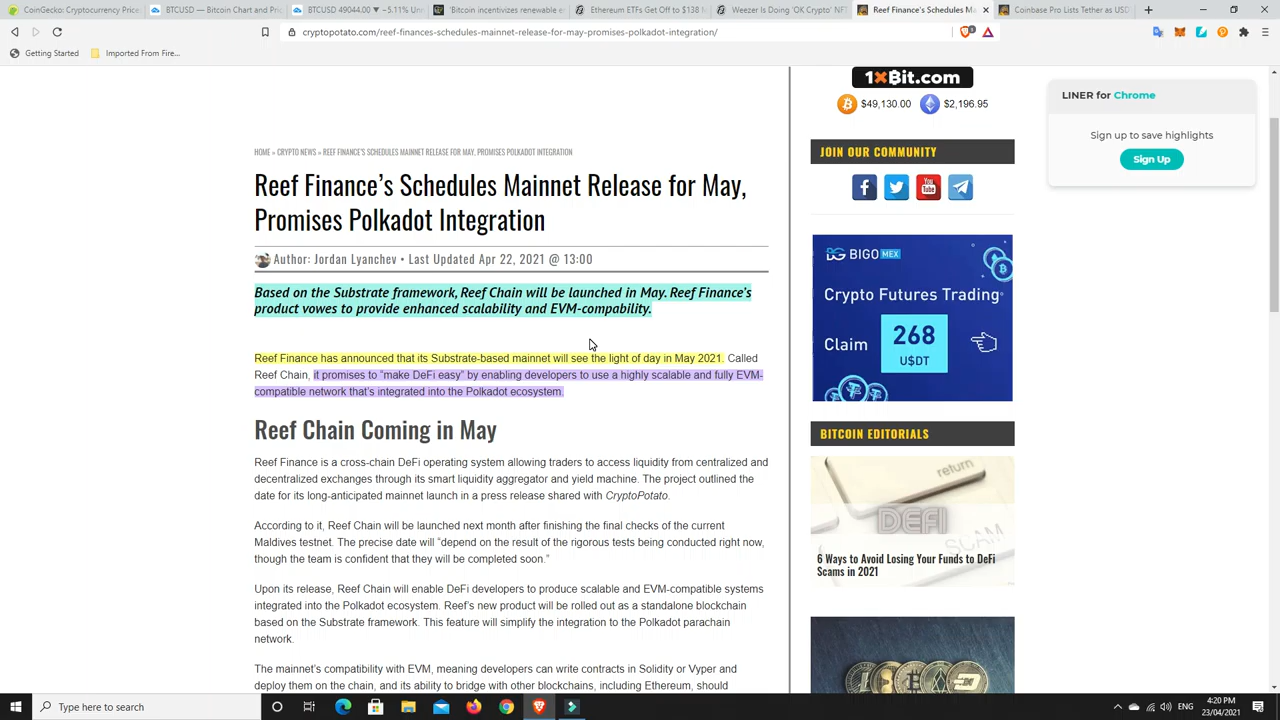 CoinGecko: Cryptocurrency Price
BTCUSD — Bitcoin Chart and Pri
BTCUSD 49044.00 ▼ −5.11% Un
'Bitcoin incentivizes renewable e
Ethereum ETFs Get Off to $138 M
Weezer Is Doing 'OK Crypto' NF
Reef Finance's Schedules Mainn
Coinbase Pro Lists Tether as USD
cryptopotato.com/reef-finances-schedules-mainnet-release-for-may-promises-polkadot-integration/
Getting Started
Imported From Fire...
1xBit.com
$49,130.00
$2,196.95
LINER for Chrome
Sign up to save highlights
Sign Up
HOME » CRYPTO NEWS » REEF FINANCE'S SCHEDULES MAINNET RELEASE FOR MAY, PROMISES POLKADOT INTEGRATION
Reef Finance's Schedules Mainnet Release for May,
Promises Polkadot Integration
Author: Jordan Lyanchev • Last Updated Apr 22, 2021 @ 13:00
Based on the Substrate framework, Reef Chain will be launched in May. Reef Finance's
product vowes to provide enhanced scalability and EVM-compability.
Reef Finance has announced that its Substrate-based mainnet will see the light of day in May 2021. Called
Reef Chain, it promises to "make DeFi easy" by enabling developers to use a highly scalable and fully EVM-
compatible network that's integrated into the Polkadot ecosystem.
Reef Chain Coming in May
Reef Finance is a cross-chain DeFi operating system allowing traders to access liquidity from centralized and
decentralized exchanges through its smart liquidity aggregator and yield machine. The project outlined the
date for its long-anticipated mainnet launch in a press release shared with CryptoPotato.
According to it, Reef Chain will be launched next month after finishing the final checks of the current
Maldives testnet. The precise date will "depend on the result of the rigorous tests being conducted right now,
though the team is confident that they will be completed soon."
Upon its release, Reef Chain will enable DeFi developers to produce scalable and EVM-compatible systems
integrated into the Polkadot ecosystem. Reef's new product will be rolled out as a standalone blockchain
based on the Substrate framework. This feature will simplify the integration to the Polkadot parachain
network.
The mainnet's compatibility with EVM, meaning developers can write contracts in Solidity or Vyper and
deploy them on the chain, and its ability to bridge with other blockchains, including Ethereum, should
JOIN OUR COMMUNITY
You Tube
BIGO MEX
Crypto Futures Trading
Claim
268
U$DT
BITCOIN EDITORIALS
return
DEFI
SCAM
6 Ways to Avoid Losing Your Funds to DeFi
Scams in 2021
Type here to search
ENG
4:20 PM
23/04/2021